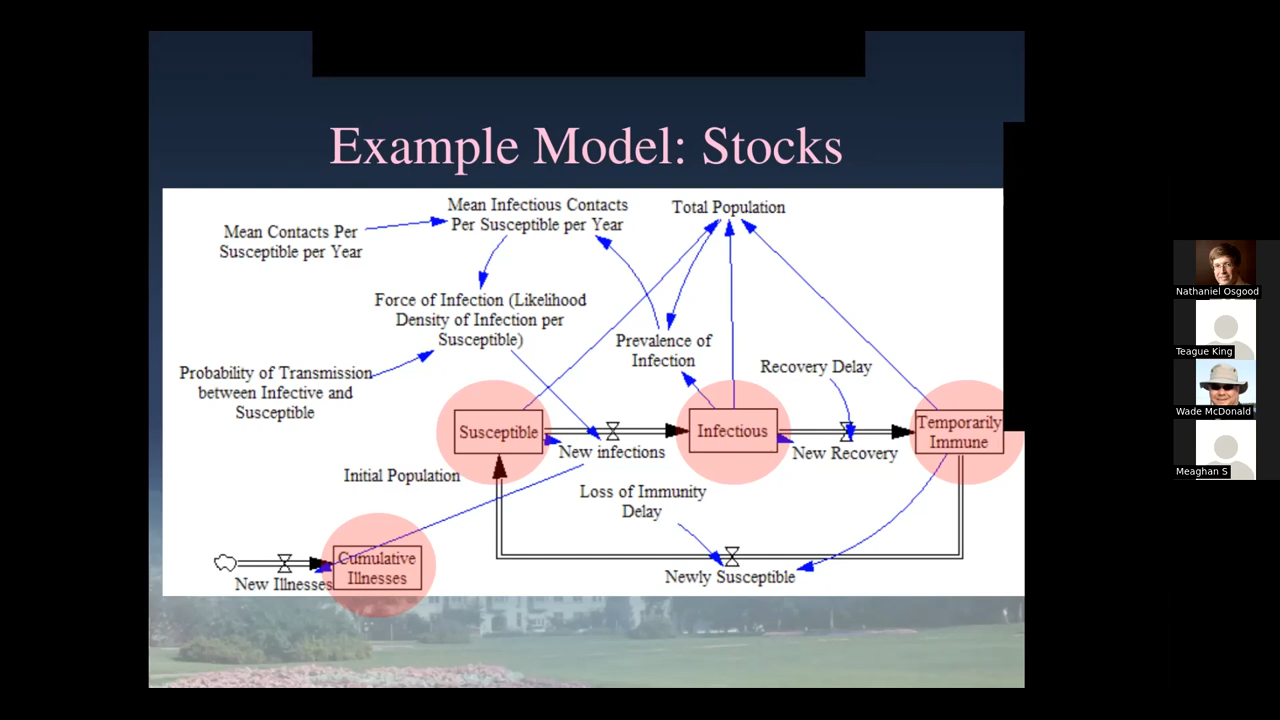 Example Model: Stocks
Mean Infectious Contacts
Per Susceptible per Year
Total Population
Mean Contacts Per
Susceptible per Year
Force of Infection (Likelihood
Density of Infection per
Susceptible)
Prevalence of
Infection
Probability of Transmission
between Infective and
Susceptible
Recovery Delay
Susceptible
Infectious
Temporarily
Immune
New infections
New Recovery
Initial Population
Loss of Immunity
Delay
Cumulative
Illnesses
New Illnesses
Newly Susceptible
Nathaniel Osgood
Teague King
Wade McDonald
Meaghan S